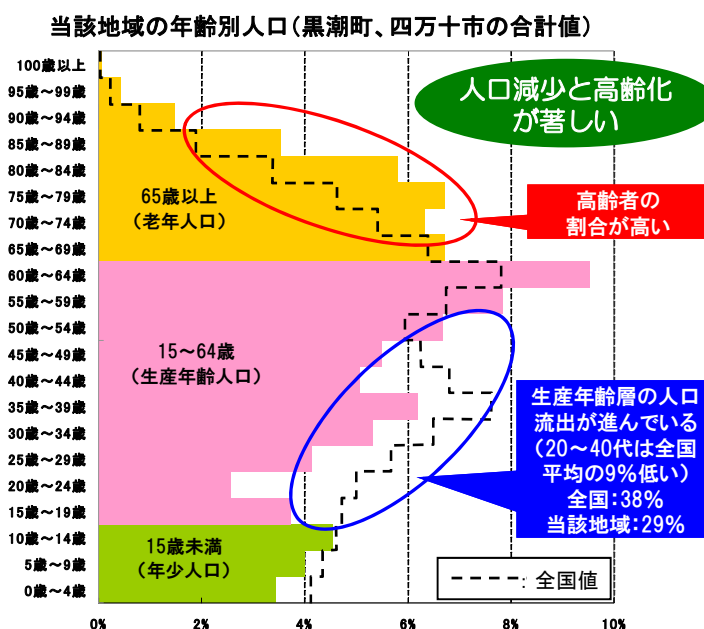 当該地域の年齢別人口(黒潮町、四万十市の合計値)
100歳以上
95歳～99歳
90歳～94歳
85歳～89歳
80歳～84歳
75歳～79歳
70歳～74歳
65歳～69歳
60歳～64歳
55歳～59歳
50歳～54歳
45歳～49歳
40歳～44歳
35歳～39歳
30歳～34歳
25歳～29歳
20歳～24歳
15歳～19歳
10歳～14歳
5歳～9歳
0歳～4歳
人口減少と高齢化
が著しい
65歳以上
(老年人口)
高齢者の
割合が高い
15～64歳
(生産年齢人口)
生産年齢層の人口
流出が進んでいる
(20～40代は全国
平均の9％低い)
全国：38％
当該地域：29％
15歳未満
(年少人口)
：全国値
0% 2% 4% 6% 8% 10%